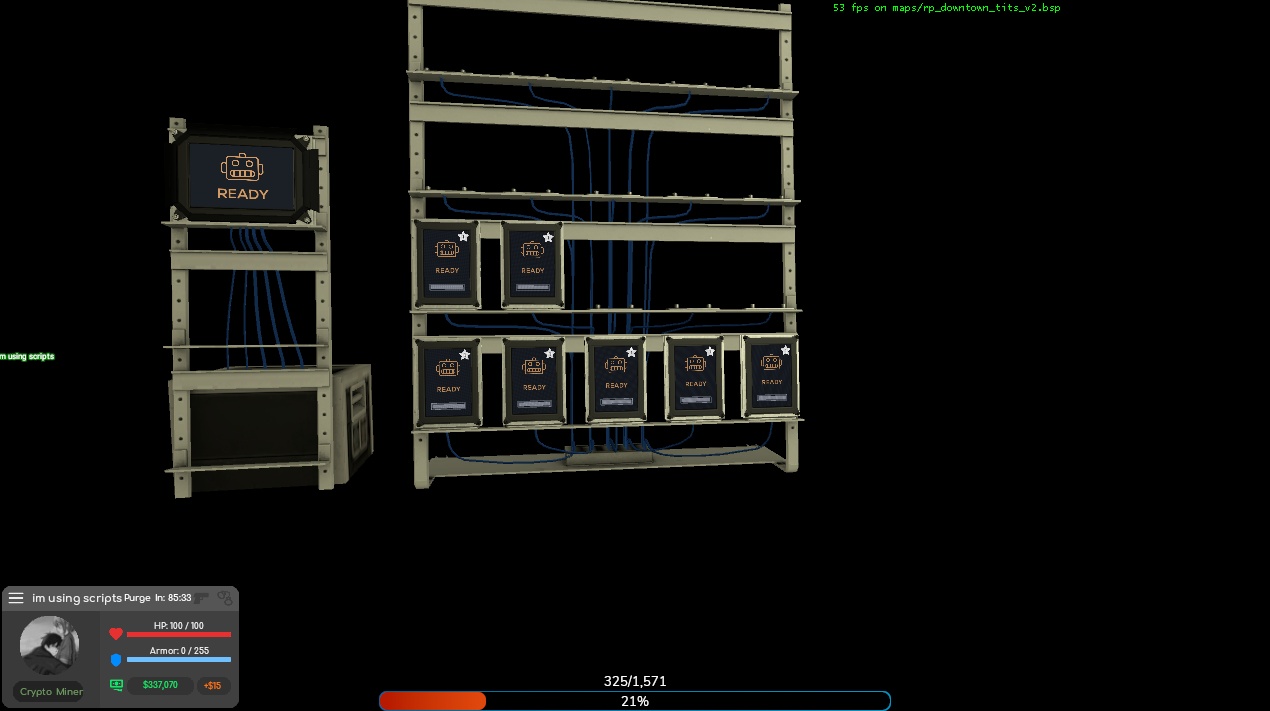 53 fps on maps/rp_downtown_tits_v2.bsp
READY
READY
READY
READY
READY
READY
READY
READY
m using scripts
im using scripts Purge In: 85:33
HP: 100 / 100
Armor: 0 / 255
$337,070 +$15
Crypto Miner
325/1,571
21%